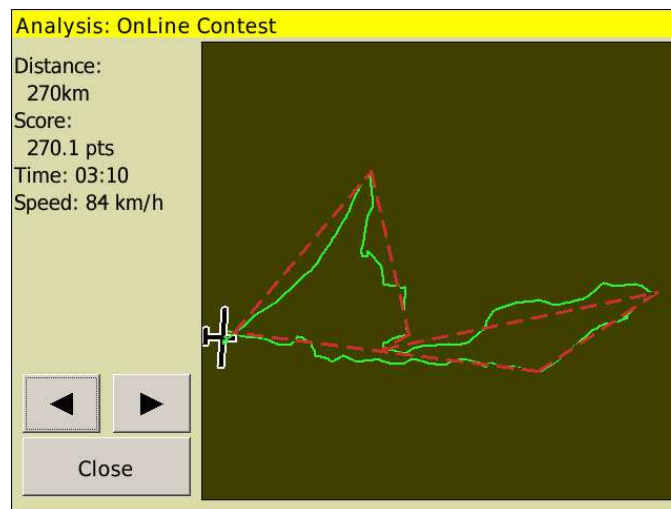 Analysis: OnLine Contest
Distance:
270km
Score:
270.1 pts
Time: 03:10
Speed: 84 km/h
Close